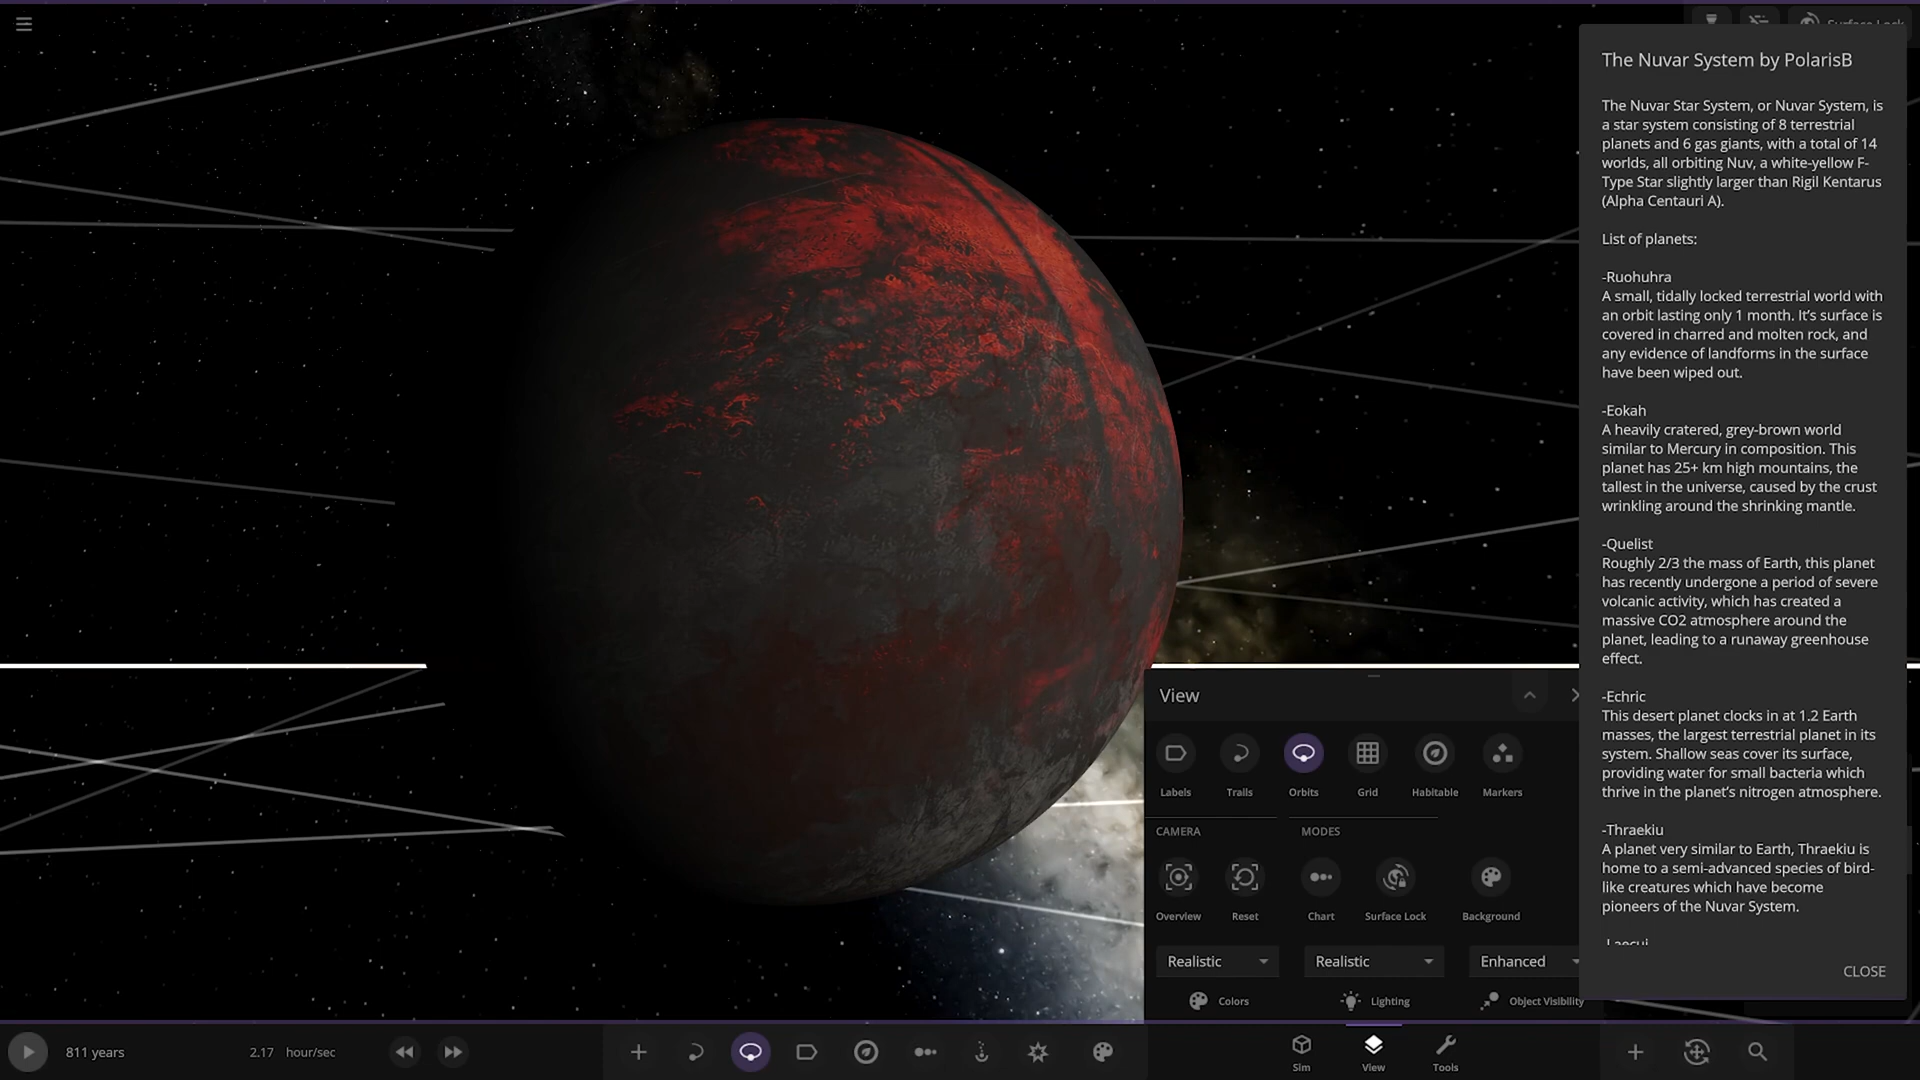 Surface Lock
The Nuvar System by PolarisB
The Nuvar Star System, or Nuvar System, is
a star system consisting of 8 terrestrial
planets and 6 gas giants, with a total of 14
worlds, all orbiting Nuv, a white-yellow F-
Type Star slightly larger than Rigil Kentarus
(Alpha Centauri A).
List of planets:
-Ruohuhra
A small, tidally locked terrestrial world with
an orbit lasting only 1 month. It's surface is
covered in charred and molten rock, and
any evidence of landforms in the surface
have been wiped out.
-Eokah
A heavily cratered, grey-brown world
similar to Mercury in composition. This
planet has 25+ km high mountains, the
tallest in the universe, caused by the crust
wrinkling around the shrinking mantle.
-Quelist
Roughly 2/3 the mass of Earth, this planet
has recently undergone a period of severe
volcanic activity, which has created a
massive CO2 atmosphere around the
planet, leading to a runaway greenhouse
effect.
-Echric
This desert planet clocks in at 1.2 Earth
masses, the largest terrestrial planet in its
system. Shallow seas cover its surface,
providing water for small bacteria which
thrive in the planet's nitrogen atmosphere.
-Thraekiu
A planet very similar to Earth, Thraekiu is
home to a semi-advanced species of bird-
like creatures which have become
pioneers of the Nuvar System.
CLOSE
View
Labels Trails Orbits Grid Habitable Markers
CAMERA MODES
Overview Reset Chart Surface Lock Background
Realistic Realistic Enhanced
Colors Lighting Object Visibility
811 years 2.17 hour/sec
Sim View Tools